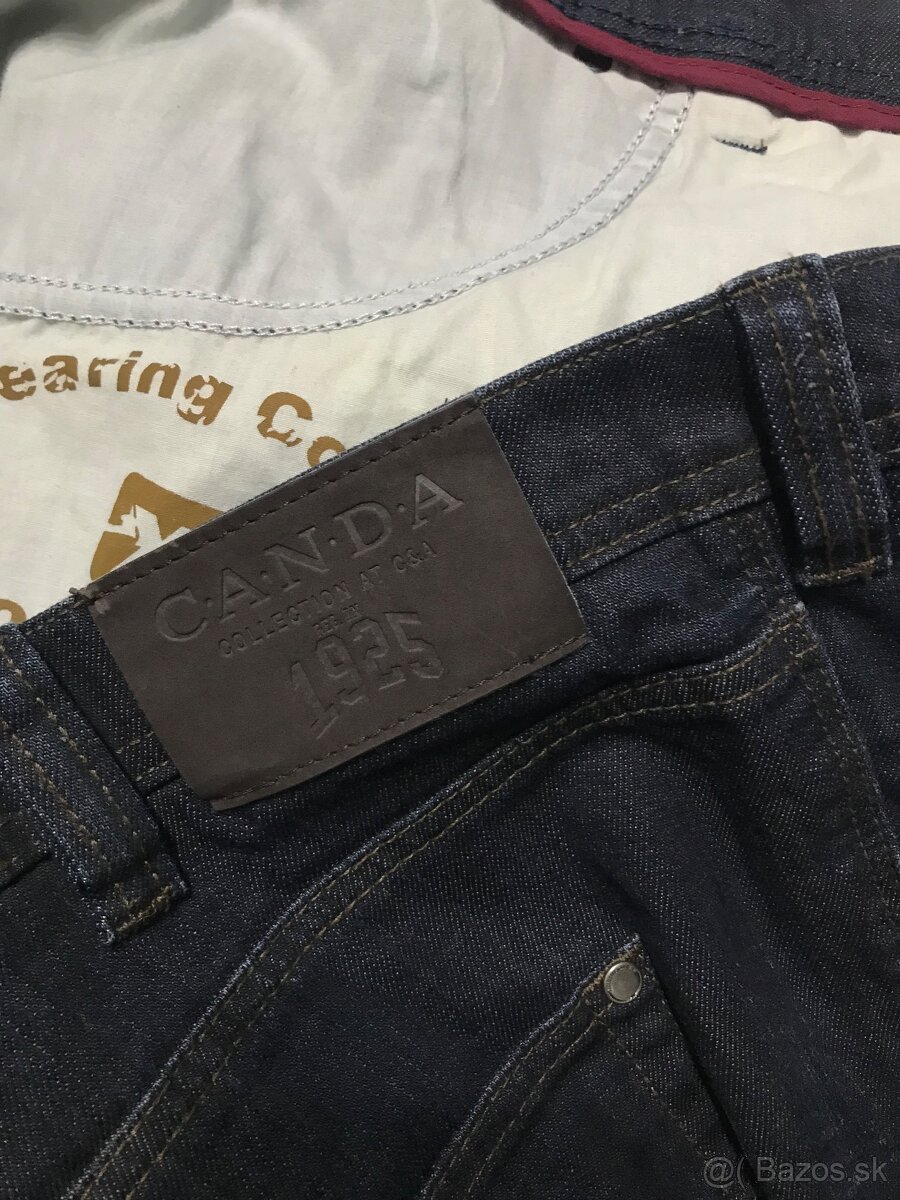 earing Co
C·A·N·D·A
COLLECTION AT C&A
1925
@( Bazos.sk